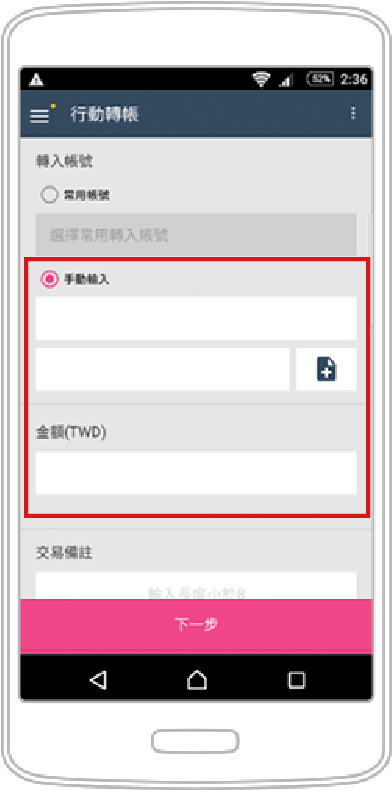 52% 2:36
行動轉帳
轉入帳號
常用帳號
選擇常用轉入帳號
手動輸入
金額(TWD)
交易備註
輸入長度小於8
下一步